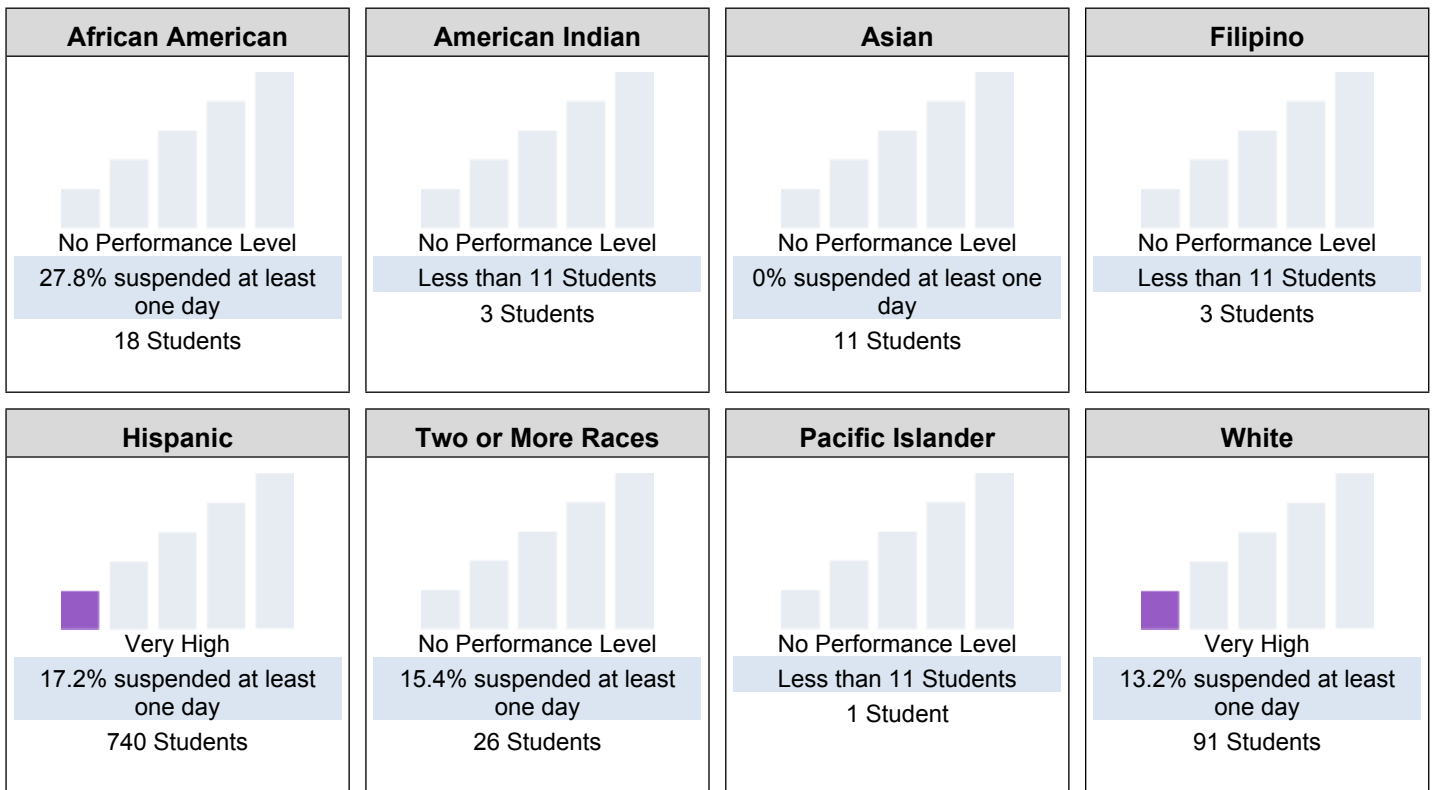 African American
No Performance Level
27.8% suspended at least
one day
18 Students
American Indian
No Performance Level
Less than 11 Students
3 Students
Asian
No Performance Level
0% suspended at least one
day
11 Students
Filipino
No Performance Level
Less than 11 Students
3 Students
Hispanic
Very High
17.2% suspended at least
one day
740 Students
Two or More Races
No Performance Level
15.4% suspended at least
one day
26 Students
Pacific Islander
No Performance Level
Less than 11 Students
1 Student
White
Very High
13.2% suspended at least
one day
91 Students